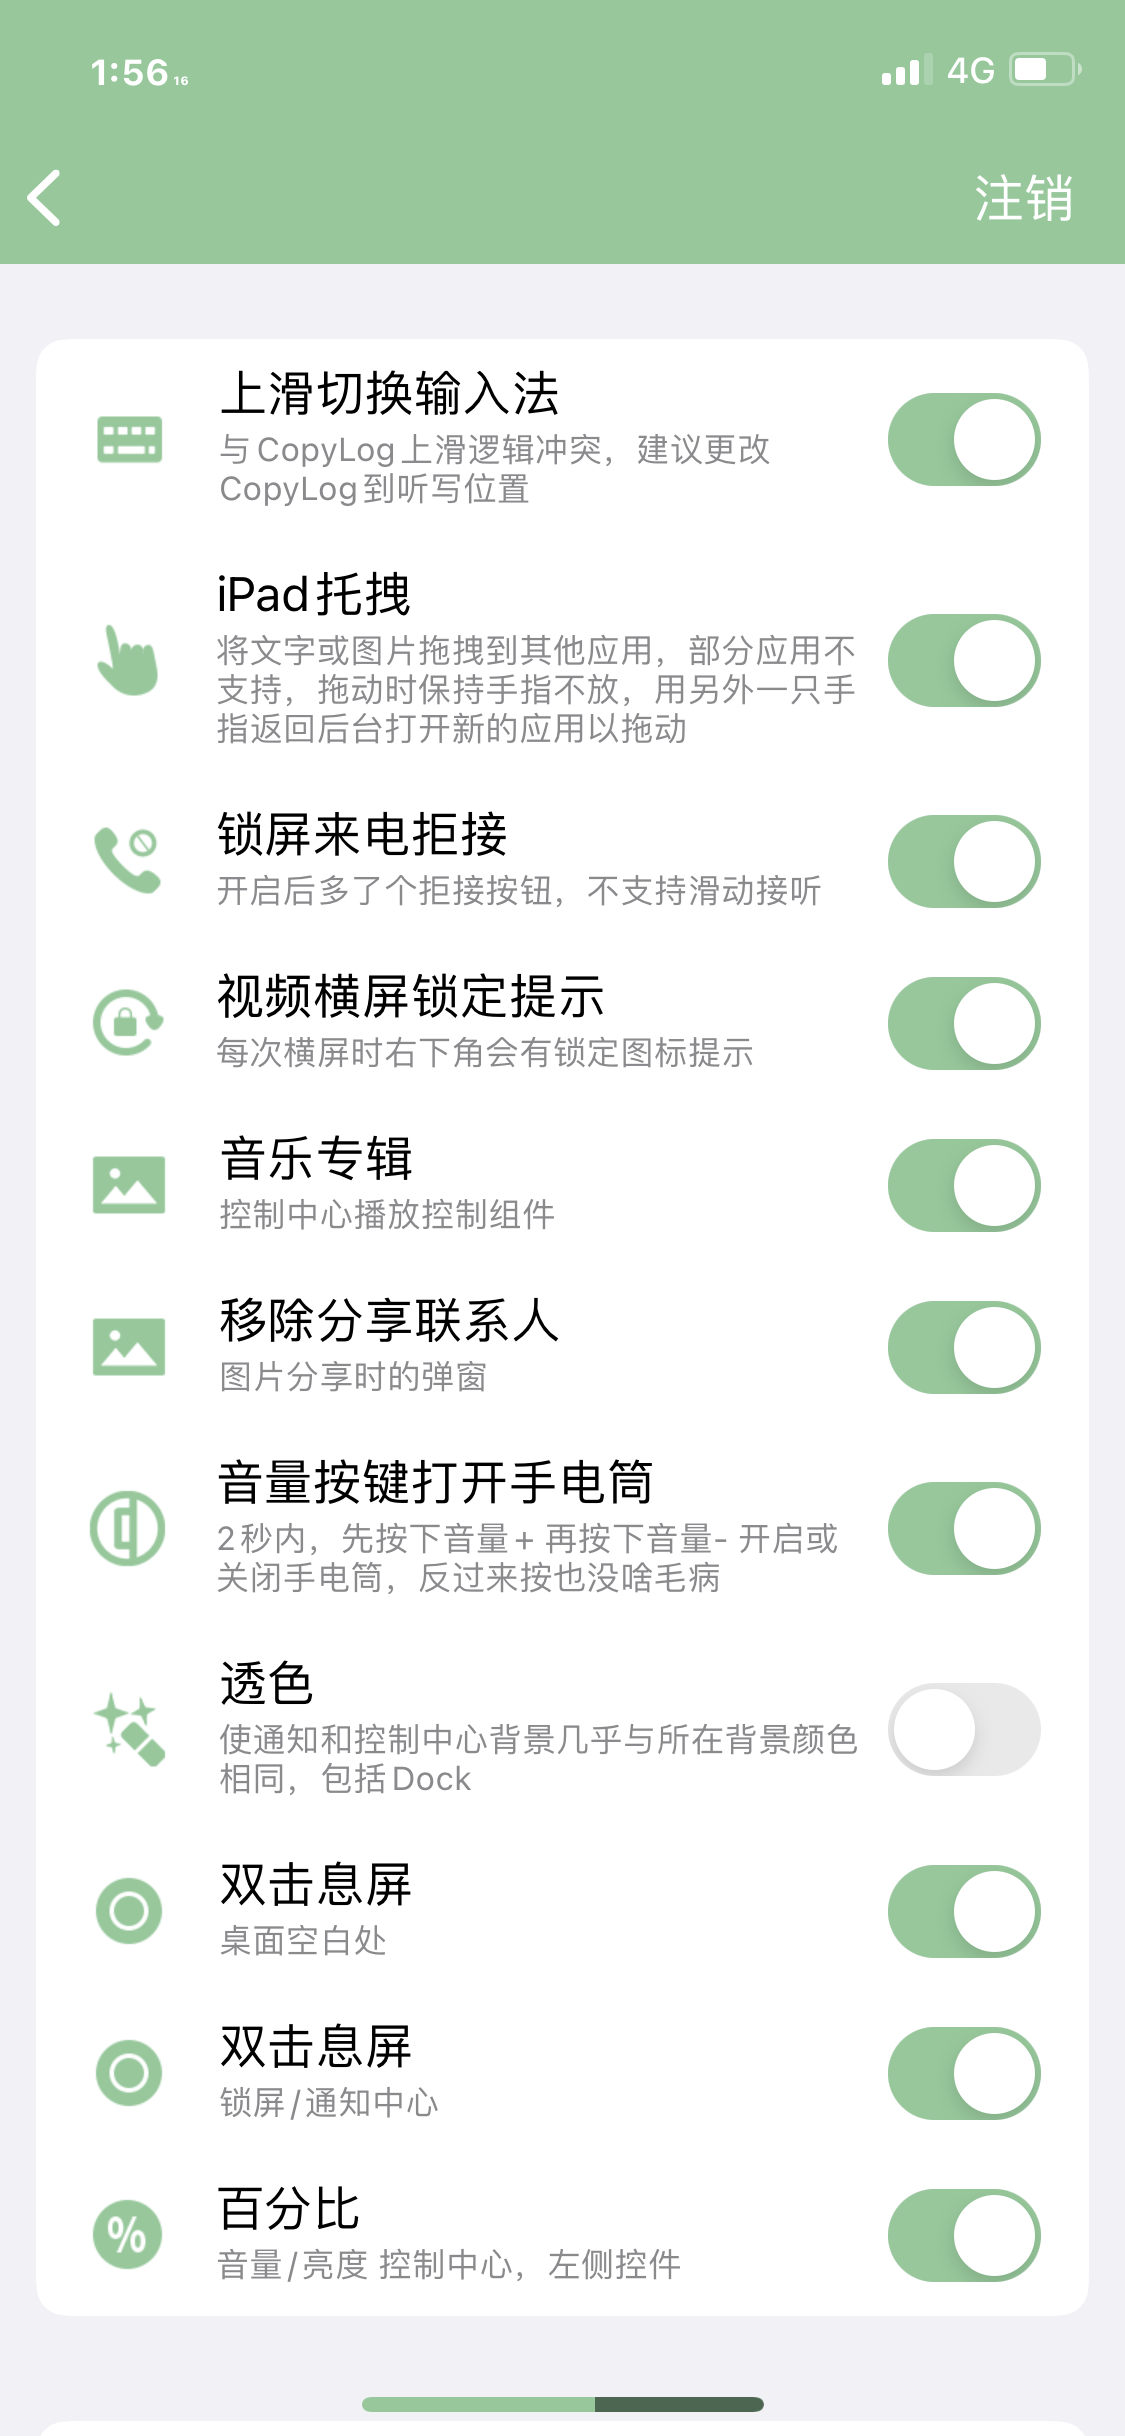 1:56 16
4G
注销
上滑切换输入法
与CopyLog上滑逻辑冲突，建议更改
CopyLog到听写位置
iPad托拽
将文字或图片拖拽到其他应用，部分应用不
支持，拖动时保持手指不放，用另外一只手
指返回后台打开新的应用以拖动
锁屏来电拒接
开启后多了个拒接按钮，不支持滑动接听
视频横屏锁定提示
每次横屏时右下角会有锁定图标提示
音乐专辑
控制中心播放控制组件
移除分享联系人
图片分享时的弹窗
音量按键打开手电筒
2秒内，先按下音量+ 再按下音量- 开启或
关闭手电筒，反过来按也没啥毛病
透色
使通知和控制中心背景几乎与所在背景颜色
相同，包括Dock
双击息屏
桌面空白处
双击息屏
锁屏/通知中心
%
百分比
音量/亮度 控制中心，左侧控件